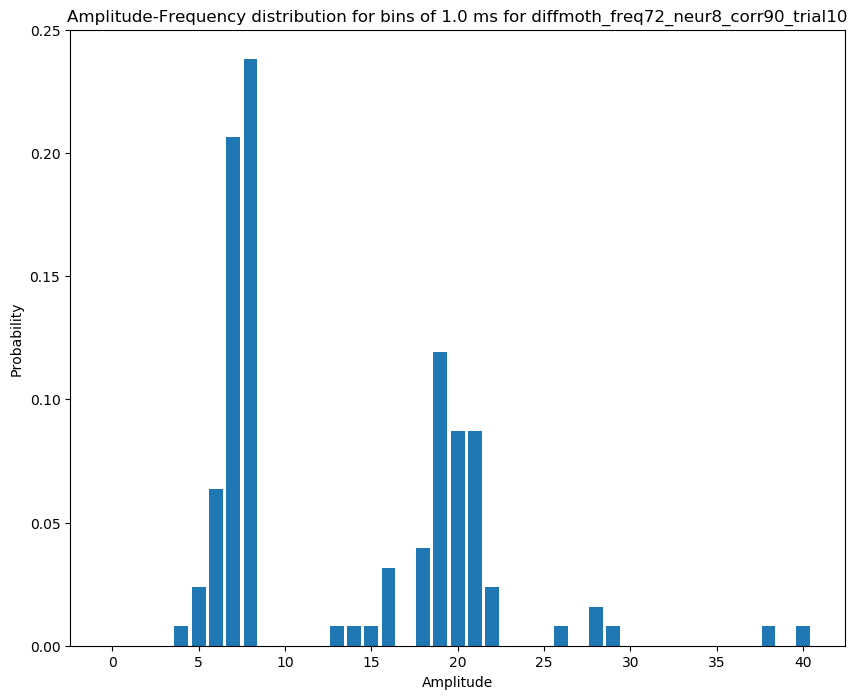 Amplitude-Frequency distribution for bins of 1.0 ms for diffmoth_freq72_neur8_corr90_trial10
0.25
0.20
0.15
0.10
0.05
0.00
Probability
0 5 10 15 20 25 30 35 40
Amplitude